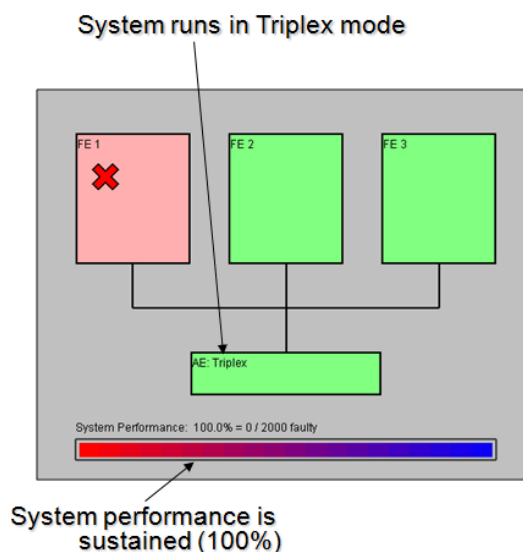 System runs in Triplex mode
FE 1
FE 2
FE 3
AE: Triplex
System Performance: 100.0% = 0 / 2000 faulty
System performance is
sustained (100%)